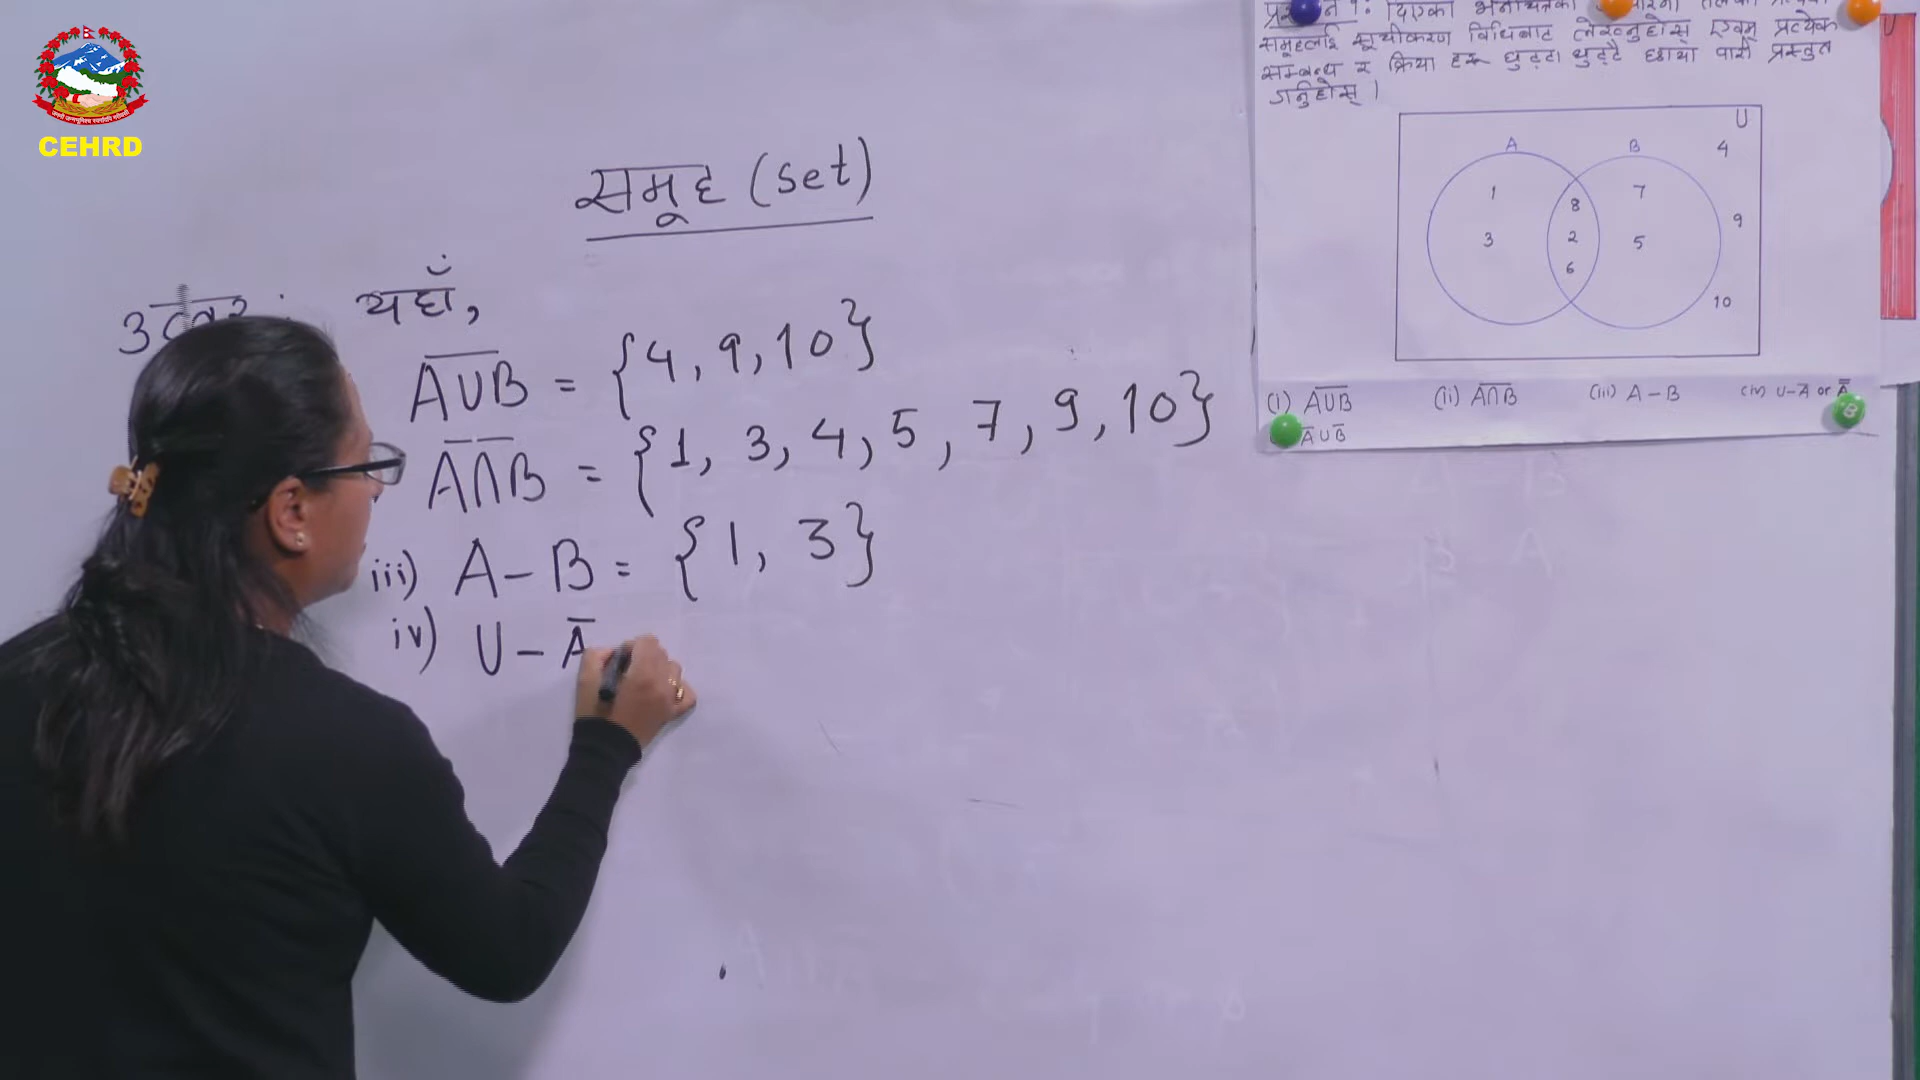 CEHRD
समूह (set)
उत्तर : यहाँ,
A∪B̅ = {4, 9, 10}
A̅∩̅B = {1, 3, 4, 5, 7, 9, 10}
iii) A - B = {1, 3}
iv) U - A̅
समूहलाई सूचीकरण विधिबाट लेख्नुहोस् एवम् प्रत्येक
सम्बन्ध र क्रिया हरू छुट्टा छुट्टै छाया पारी प्रस्तुत
गर्नुहोस् ।
U
A B 4
1 8 7
9
3 2 5
6
10
(i) A̅∪̅B̅ (ii) A̅∩̅B̅ (iii) A - B (iv) U - A or A̅
A̅∪B̅